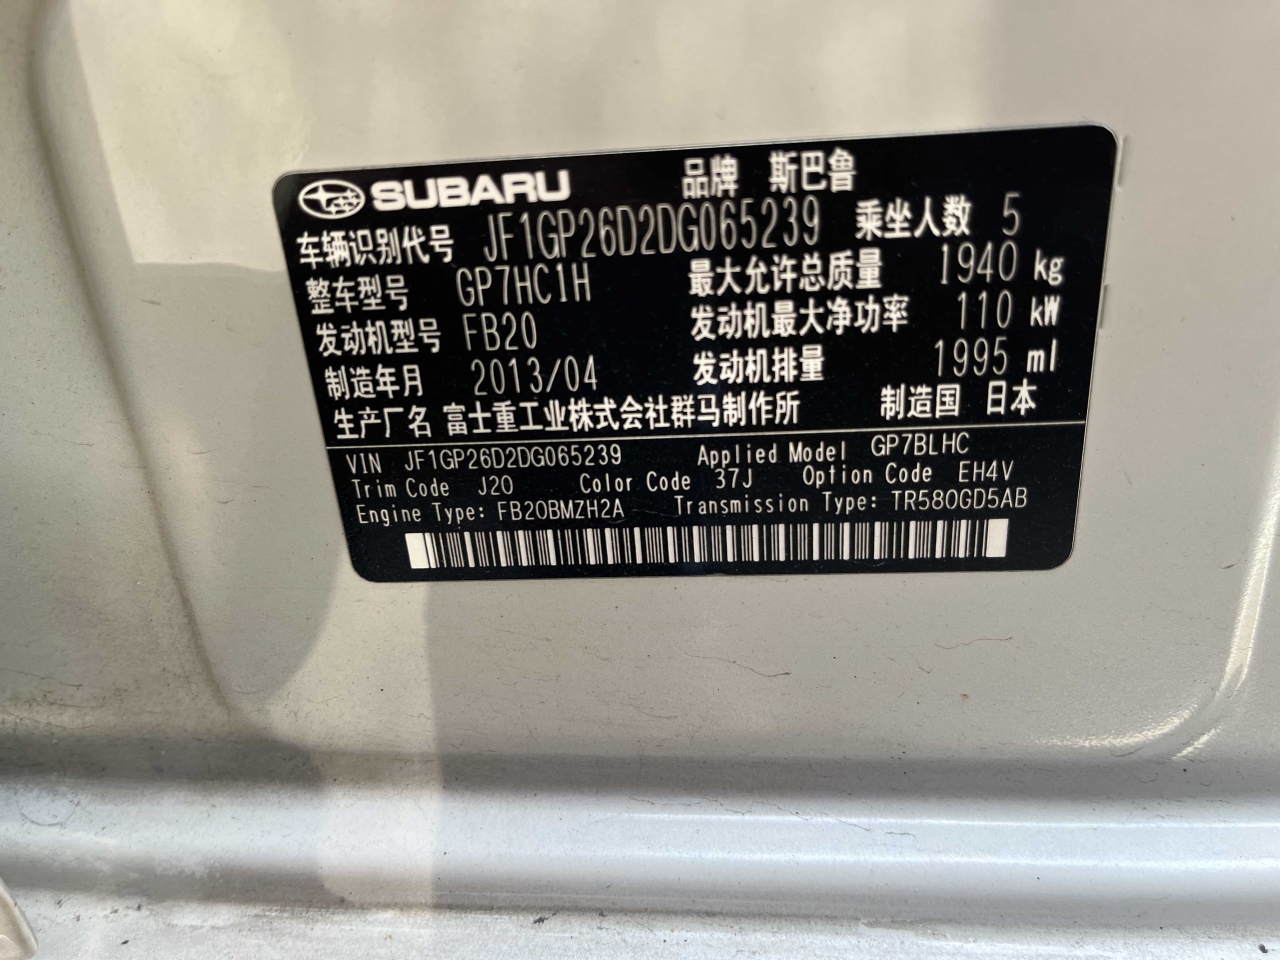 SUBARU 品牌 斯巴鲁
车辆识别代号 JF1GP26D2DG065239 乘坐人数 5
整车型号 GP7HC1H 最大允许总质量 1940 kg
发动机型号 FB20 发动机最大净功率 110 kW
制造年月 2013/04 发动机排量 1995 ml
生产厂名 富士重工业株式会社群马制作所 制造国 日本
VIN JF1GP26D2DG065239 Applied Model GP7BLHC
Trim Code J20 Color Code 37J Option Code EH4V
Engine Type: FB20BMZH2A Transmission Type: TR580GD5AB